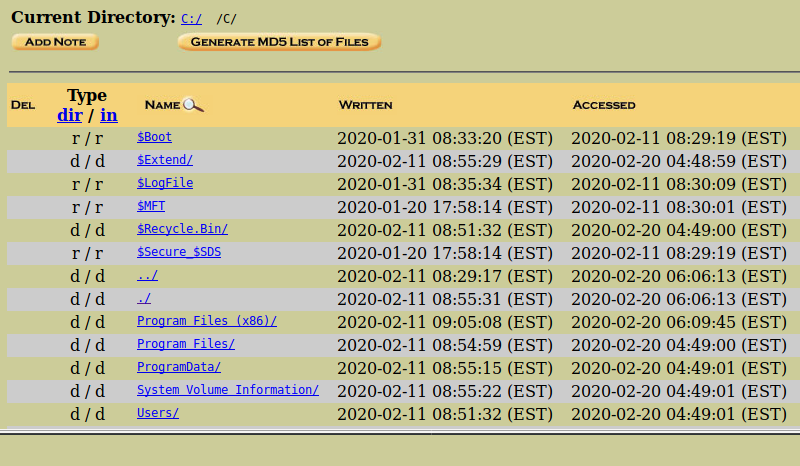 Current Directory: C:/ /C/
ADD NOTE GENERATE MD5 LIST OF FILES
DEL Type dir / in NAME WRITTEN ACCESSED
r / r $Boot 2020-01-31 08:33:20 (EST) 2020-02-11 08:29:19 (EST)
d / d $Extend/ 2020-02-11 08:55:29 (EST) 2020-02-20 04:48:59 (EST)
r / r $LogFile 2020-01-31 08:35:34 (EST) 2020-02-11 08:30:09 (EST)
r / r $MFT 2020-01-20 17:58:14 (EST) 2020-02-11 08:30:01 (EST)
d / d $Recycle.Bin/ 2020-02-11 08:51:32 (EST) 2020-02-20 04:49:00 (EST)
r / r $Secure_$SDS 2020-01-20 17:58:14 (EST) 2020-02-11 08:29:19 (EST)
d / d ../ 2020-02-11 08:29:17 (EST) 2020-02-20 06:06:13 (EST)
d / d ./ 2020-02-11 08:55:31 (EST) 2020-02-20 06:06:13 (EST)
d / d Program Files (x86)/ 2020-02-11 09:05:08 (EST) 2020-02-20 06:09:45 (EST)
d / d Program Files/ 2020-02-11 08:54:59 (EST) 2020-02-20 04:49:00 (EST)
d / d ProgramData/ 2020-02-11 08:55:15 (EST) 2020-02-20 04:49:01 (EST)
d / d System Volume Information/ 2020-02-11 08:55:22 (EST) 2020-02-20 04:49:01 (EST)
d / d Users/ 2020-02-11 08:51:32 (EST) 2020-02-20 04:49:01 (EST)